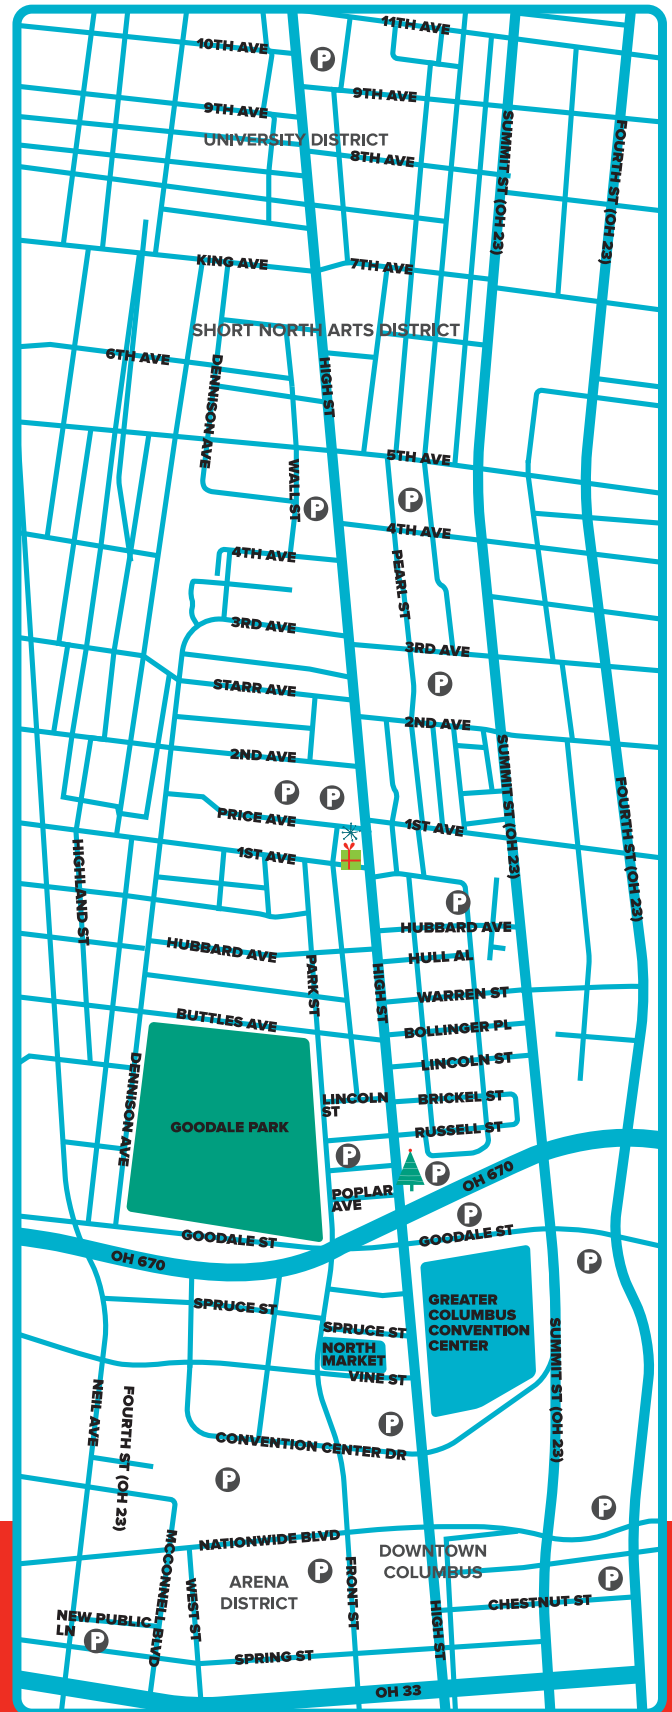 11TH AVE
10TH AVE
P
9TH AVE
9TH AVE
SUMMIT ST (OH 23)
FOURTH ST (OH 23)
UNIVERSITY DISTRICT
8TH AVE
KING AVE
7TH AVE
SHORT NORTH ARTS DISTRICT
6TH AVE
DENNISON AVE
HIGH ST
5TH AVE
WALL ST
P
P
4TH AVE
4TH AVE
PEARL ST
3RD AVE
3RD AVE
STARR AVE
P
2ND AVE
2ND AVE
SUMMIT ST (OH 23)
FOURTH ST (OH 23)
P
P
PRICE AVE
1ST AVE
1ST AVE
HIGHLAND ST
P
HUBBARD AVE
HUBBARD AVE
HULL AL
PARK ST
HIGH ST
WARREN ST
BUTTLES AVE
BOLLINGER PL
LINCOLN ST
DENNISON AVE
LINCOLN
ST
BRICKEL ST
GOODALE PARK
RUSSELL ST
P
P
OH 670
POPLAR
AVE
P
GOODALE ST
GOODALE ST
OH 670
P
SPRUCE ST
GREATER
COLUMBUS
CONVENTION
CENTER
SPRUCE ST
NORTH
MARKET
VINE ST
SUMMIT ST (OH 23)
NEIL AVE
FOURTH ST (OH 23)
P
CONVENTION CENTER DR
P
P
NATIONWIDE BLVD
DOWNTOWN
COLUMBUS
MCCONNELL BLVD
WEST ST
ARENA
DISTRICT
P
FRONT ST
P
HIGH ST
CHESTNUT ST
NEW PUBLIC
LN
P
SPRING ST
OH 33